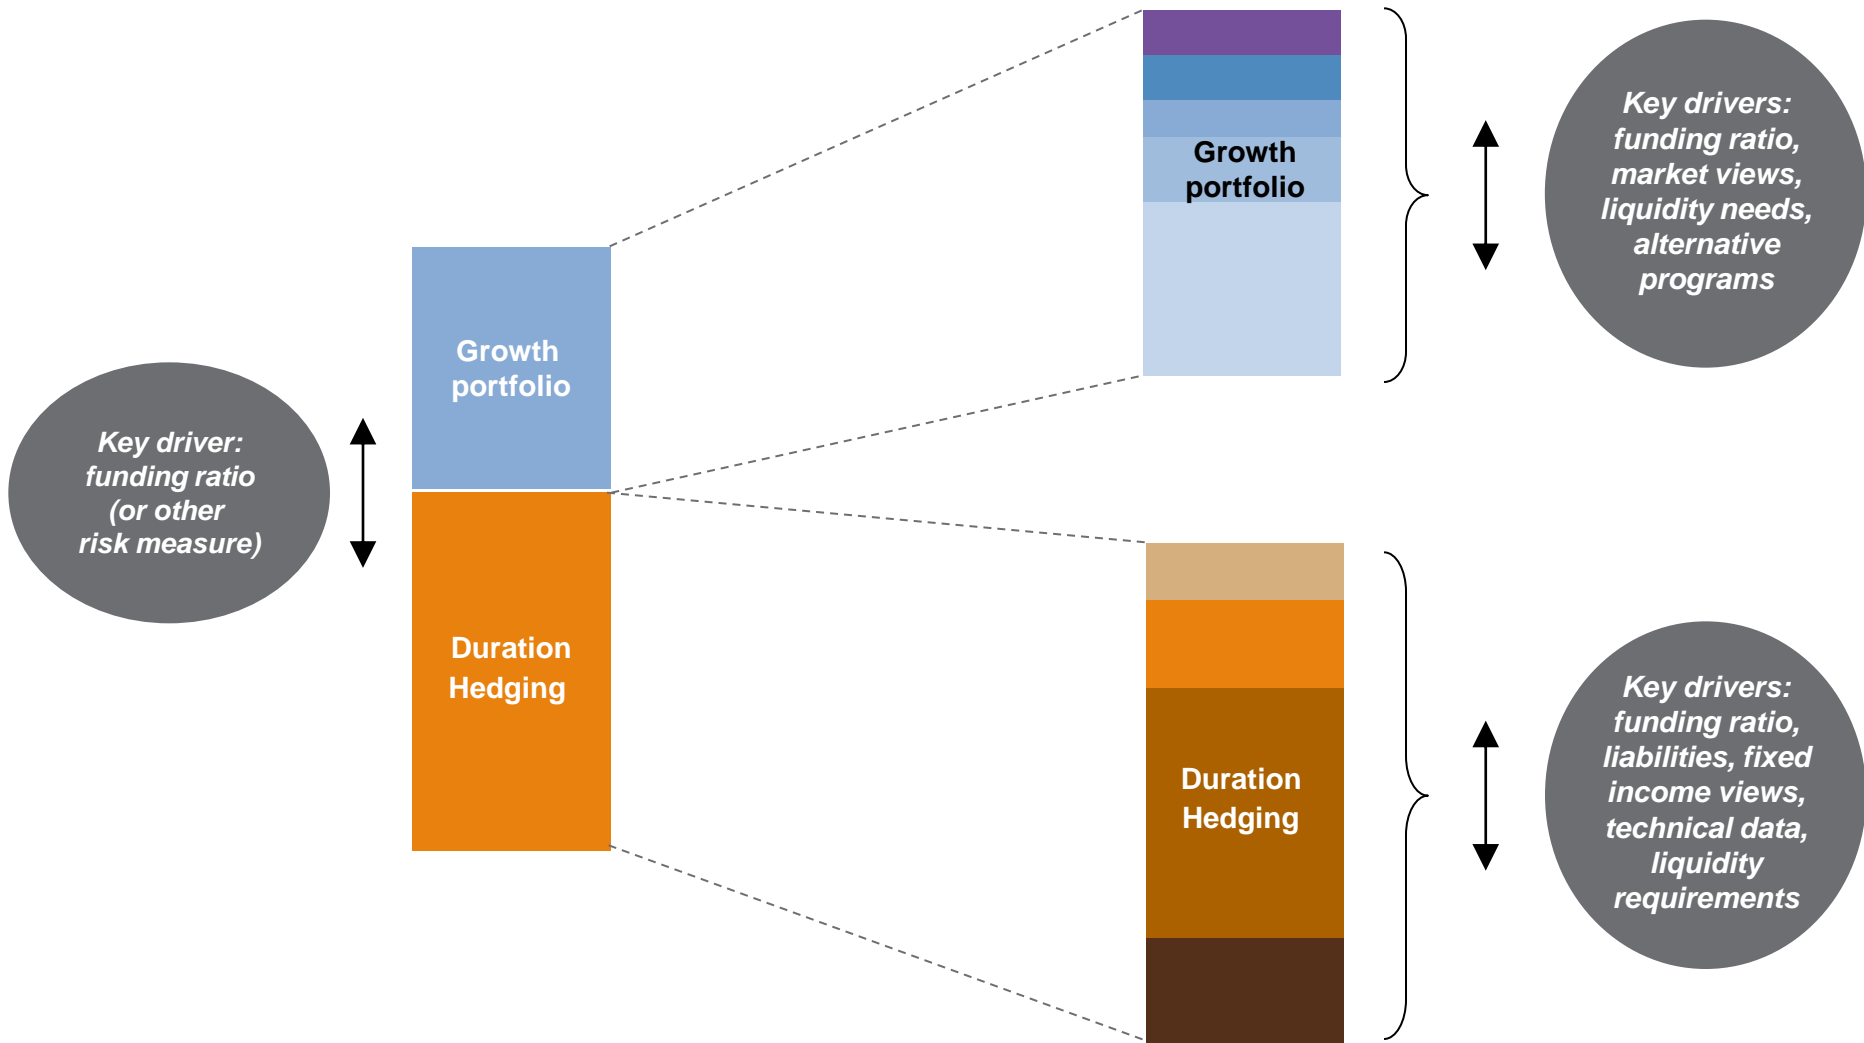 Key driver:
funding ratio
(or other
risk measure)
Growth
portfolio
Duration
Hedging
Growth
portfolio
Key drivers:
funding ratio,
market views,
liquidity needs,
alternative
programs
Duration
Hedging
Key drivers:
funding ratio,
liabilities, fixed
income views,
technical data,
liquidity
requirements